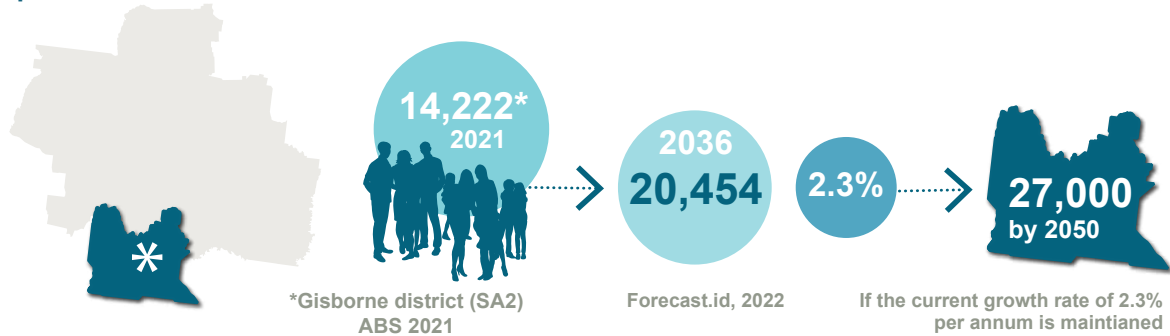 14,222*
2021
*Gisborne district (SA2)
ABS 2021
2036
20,454
Forecast.id, 2022
2.3%
27,000
by 2050
If the current growth rate of 2.3%
per annum is maintianed
*